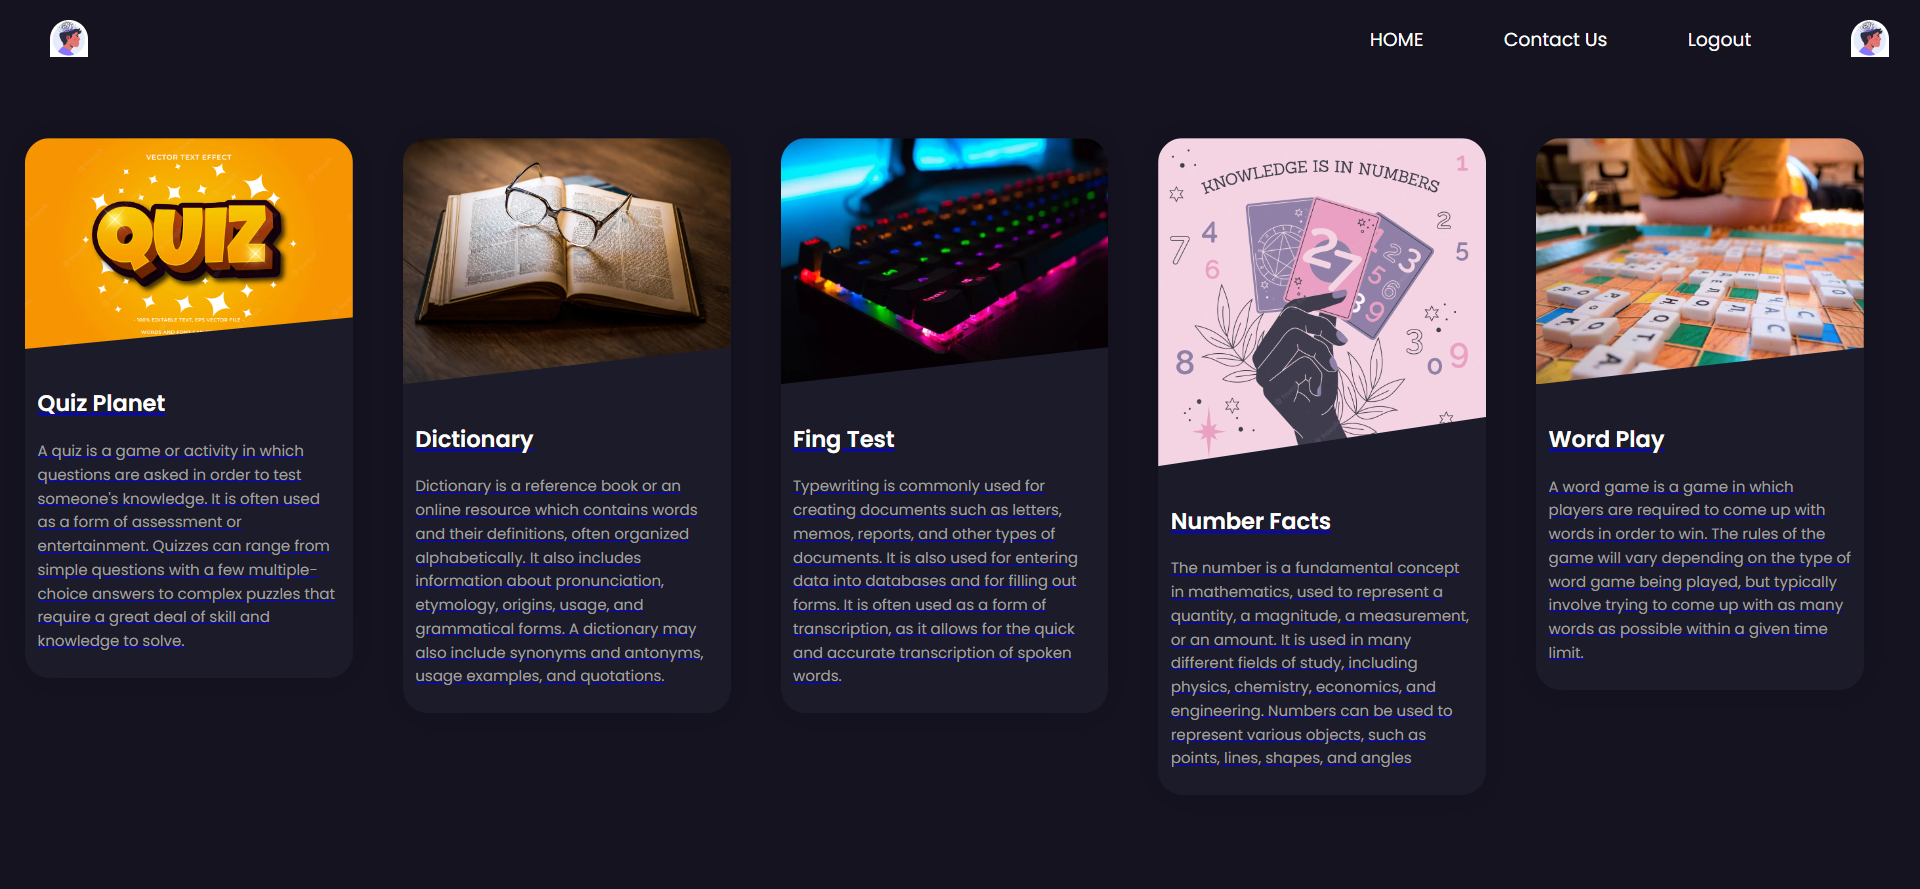 HOME
Contact Us
Logout
VECTOR TEXT EFFECT
QUIZ
100% EDITABLE TEXT, EPS VECTOR FILE
Quiz Planet
A quiz is a game or activity in which
questions are asked in order to test
someone's knowledge. It is often used
as a form of assessment or
entertainment. Quizzes can range from
simple questions with a few multiple-
choice answers to complex puzzles that
require a great deal of skill and
knowledge to solve.
Dictionary
Dictionary is a reference book or an
online resource which contains words
and their definitions, often organized
alphabetically. It also includes
information about pronunciation,
etymology, origins, usage, and
grammatical forms. A dictionary may
also include synonyms and antonyms,
usage examples, and quotations.
Fing Test
Typewriting is commonly used for
creating documents such as letters,
memos, reports, and other types of
documents. It is also used for entering
data into databases and for filling out
forms. It is often used as a form of
transcription, as it allows for the quick
and accurate transcription of spoken
words.
KNOWLEDGE IS IN NUMBERS
1
2
4
7
5
6
27
1 2 3
5 6
8 9
3
8
0 9
Number Facts
The number is a fundamental concept
in mathematics, used to represent a
quantity, a magnitude, a measurement,
or an amount. It is used in many
different fields of study, including
physics, chemistry, economics, and
engineering. Numbers can be used to
represent various objects, such as
points, lines, shapes, and angles
Word Play
A word game is a game in which
players are required to come up with
words in order to win. The rules of the
game will vary depending on the type of
word game being played, but typically
involve trying to come up with as many
words as possible within a given time
limit.